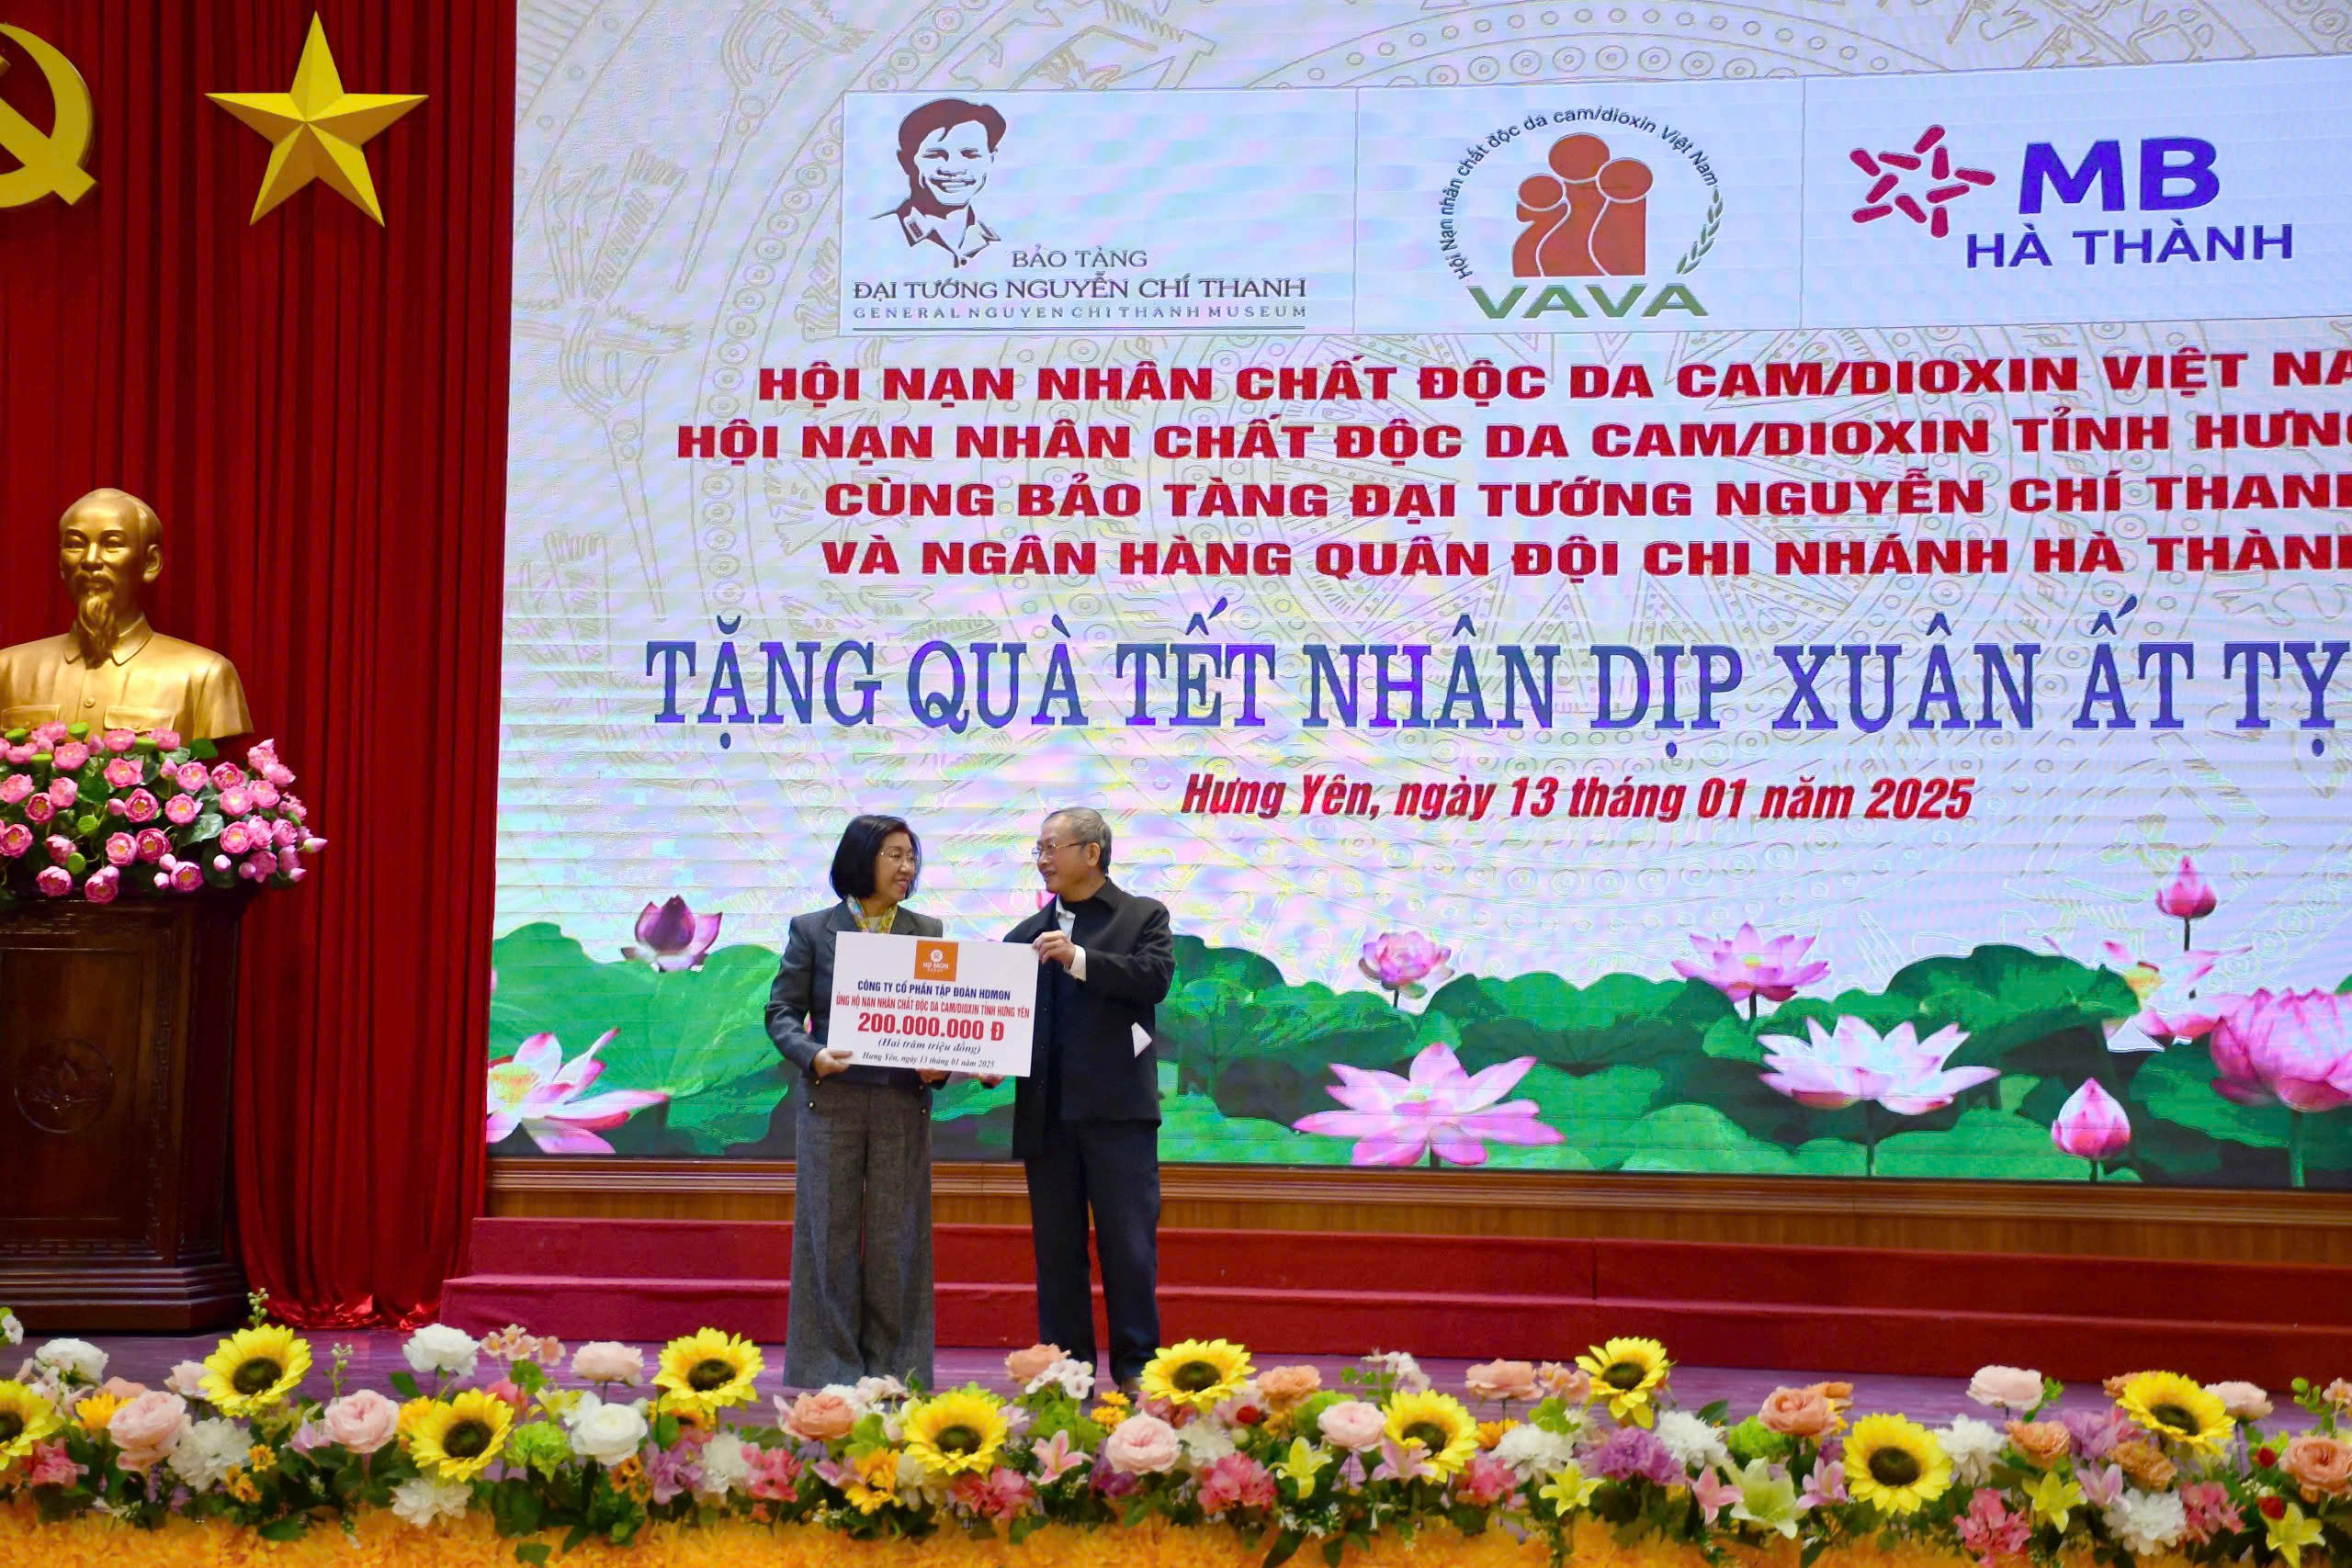 BẢO TÀNG
ĐẠI TƯỚNG NGUYỄN CHÍ THANH
GENERAL NGUYEN CHI THANH MUSEUM
Hội Nạn nhân chất độc da cam/dioxin Việt Nam
VAVA
MB
HÀ THÀNH
HỘI NẠN NHÂN CHẤT ĐỘC DA CAM/DIOXIN VIỆT NA
HỘI NẠN NHÂN CHẤT ĐỘC DA CAM/DIOXIN TỈNH HƯNG
CÙNG BẢO TÀNG ĐẠI TƯỚNG NGUYỄN CHÍ THANH
VÀ NGÂN HÀNG QUÂN ĐỘI CHI NHÁNH HÀ THÀNH
TẶNG QUÀ TẾT NHÂN DỊP XUÂN ẤT TỴ
Hưng Yên, ngày 13 tháng 01 năm 2025
HD MON
GROUP
CÔNG TY CỔ PHẦN TẬP ĐOÀN HDMON
ỦNG HỘ NẠN NHÂN CHẤT ĐỘC DA CAM/DIOXIN TỈNH HƯNG YÊN
200.000.000 Đ
(Hai trăm triệu đồng)
Hưng Yên, ngày 13 tháng 01 năm 2025